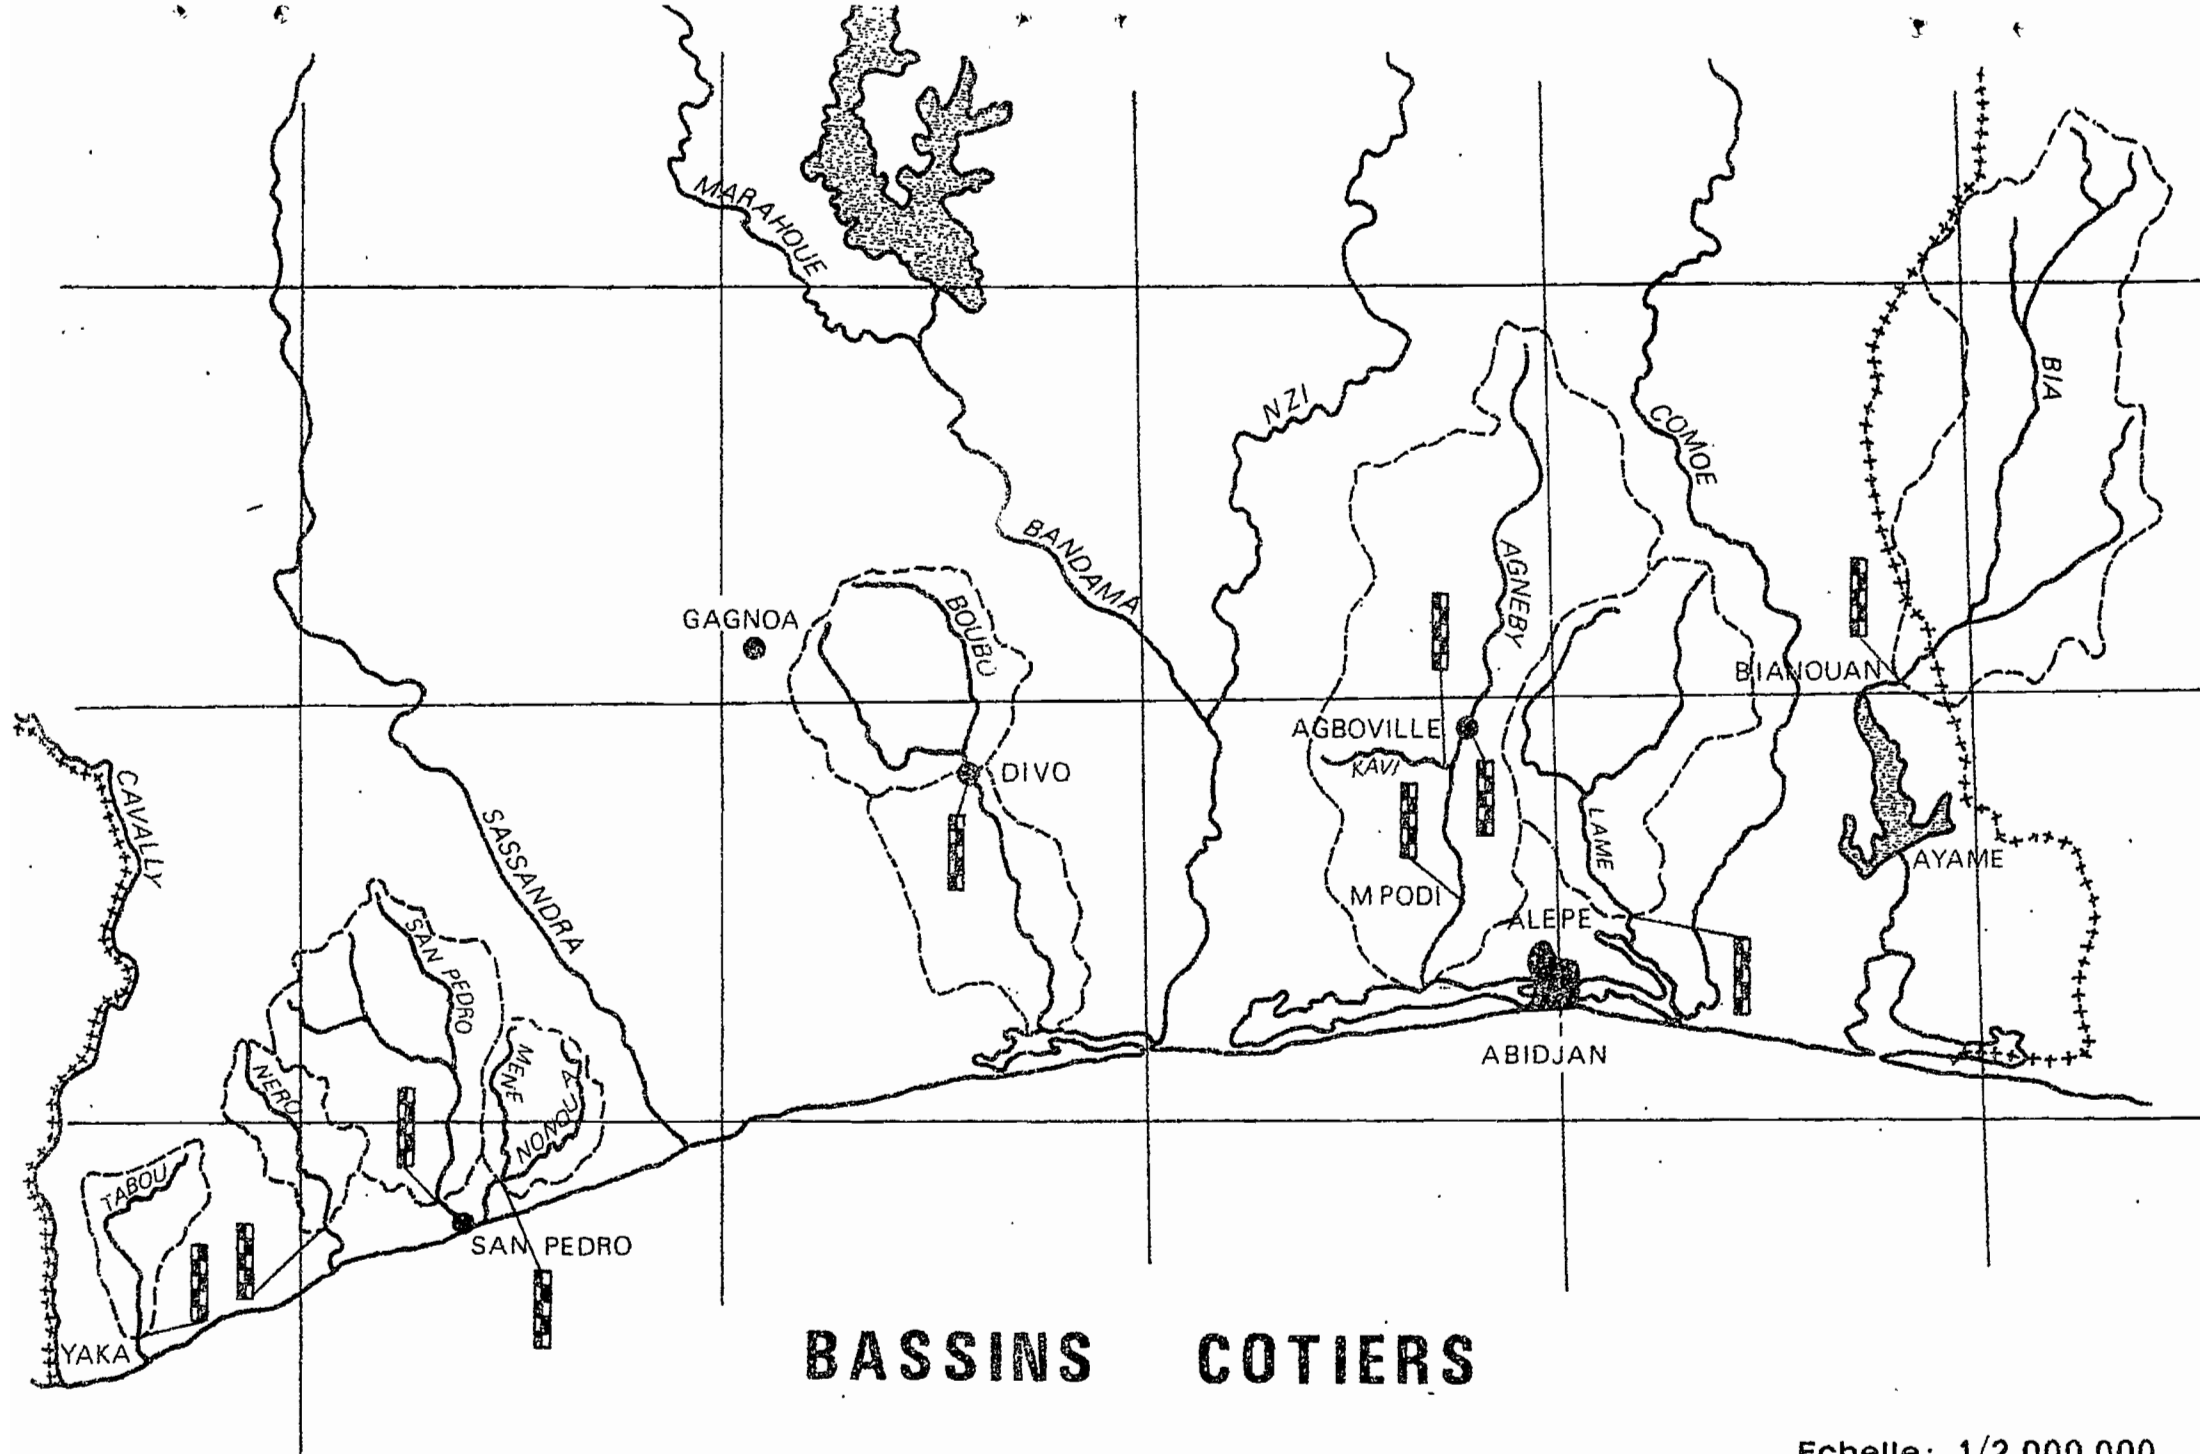 MARAHOUE
NZI
COMOE
BIA
BANDAMA
AGNEBY
GAGNOA
BOUBO
BIANOUAN
AGBOVILLE
KAVI
DIVO
CAVALLY
SASSANDRA
LAME
AYAME
MPODI
ALEPE
SAN PEDRO
ABIDJAN
NERO
MENE
NONOUA
TABOU
SAN PEDRO
YAKA
BASSINS COTIERS
Echelle: 1/2 000 000